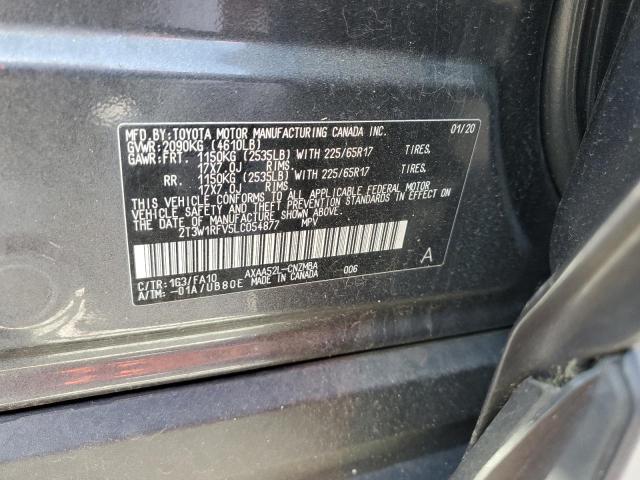 MFD.BY:TOYOTA MOTOR MANUFACTURING CANADA INC. 01/20
GVWR:2090KG (4610LB)
GAWR:FRT. 1150KG (2535LB) WITH 225/65R17 TIRES,
17X7.0J RIMS.
RR. 1150KG (2535LB) WITH 225/65R17 TIRES,
17X7.0J RIMS.
THIS VEHICLE CONFORMS TO ALL APPLICABLE FEDERAL MOTOR
VEHICLE SAFETY AND BUMPER STANDARDS IN EFFECT ON
THE DATE OF MANUFACTURE SHOWN ABOVE.
2T3W1RFV5LC054877 MPV
A
C/TR:1G3/FA10 AXAA52L-CNZMBA 006
A/TM:-01A/UB80E MADE IN CANADA